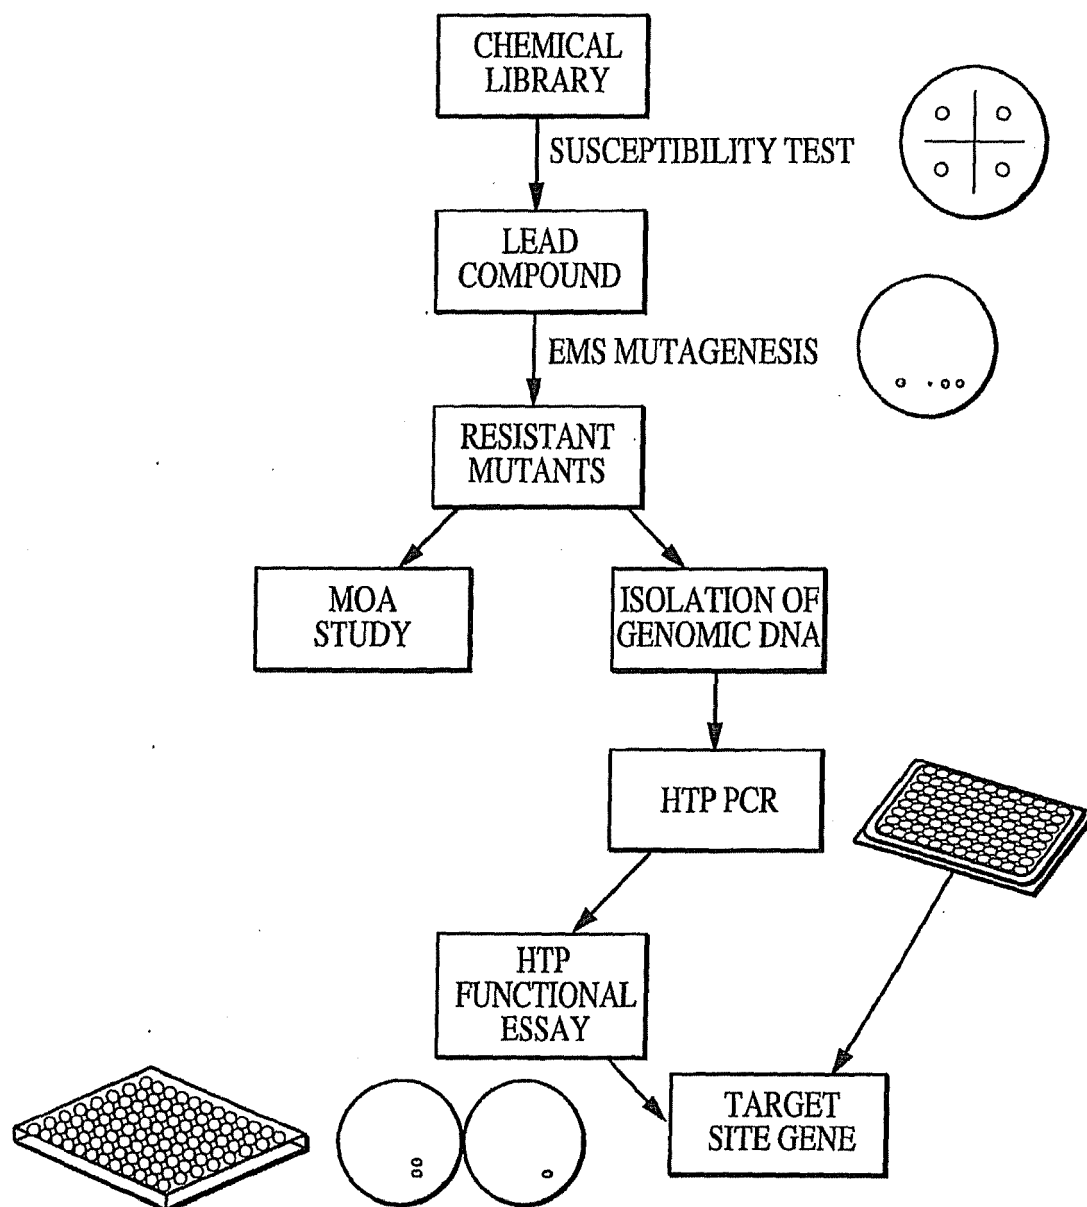 CHEMICAL
LIBRARY
SUSCEPTIBILITY TEST
LEAD
COMPOUND
EMS MUTAGENESIS
RESISTANT
MUTANTS
MOA
STUDY
ISOLATION OF
GENOMIC DNA
HTP PCR
HTP
FUNCTIONAL
ESSAY
TARGET
SITE GENE